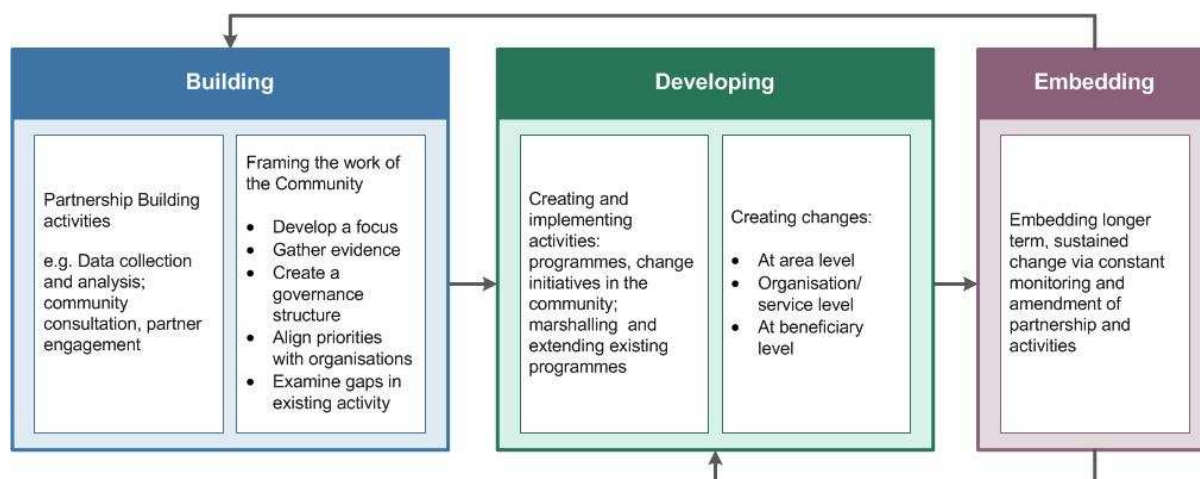 Building
Partnership Building
activities
e.g. Data collection
and analysis;
community
consultation, partner
engagement
Framing the work of
the Community
• Develop a focus
• Gather evidence
• Create a
governance
structure
• Align priorities
with organisations
• Examine gaps in
existing activity
Developing
Creating and
implementing
activities:
programmes, change
initiatives in the
community;
marshalling and
extending existing
programmes
Creating changes:
• At area level
• Organisation/
service level
• At beneficiary
level
Embedding
Embedding longer
term, sustained
change via constant
monitoring and
amendment of
partnership and
activities